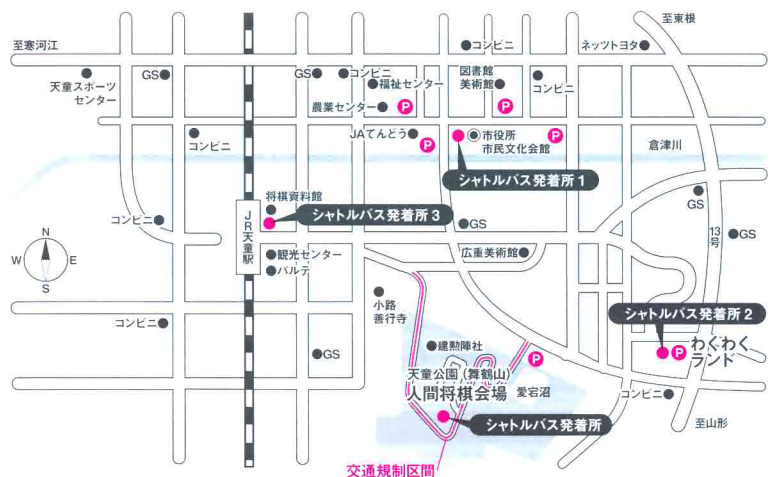 至寒河江
至東根
コンビニ
ネッツトヨタ
天童スポーツ
センター
GS
GS
コンビニ
福祉センター
図書館
美術館
コンビニ
農業センター
P
P
コンビニ
JAてんどう
P
市役所
市民文化会館
P
倉津川
シャトルバス発着所1
GS
将棋資料館
コンビニ
シャトルバス発着所3
JR天童駅
GS
13号
GS
N
W
E
S
観光センター
パルテ
広重美術館
小路
善行寺
シャトルバス発着所2
コンビニ
GS
建勲神社
P
P
わくわく
ランド
天童公園(舞鶴山)
人間将棋会場
愛宕沼
コンビニ
シャトルバス発着所
至山形
交通規制区間